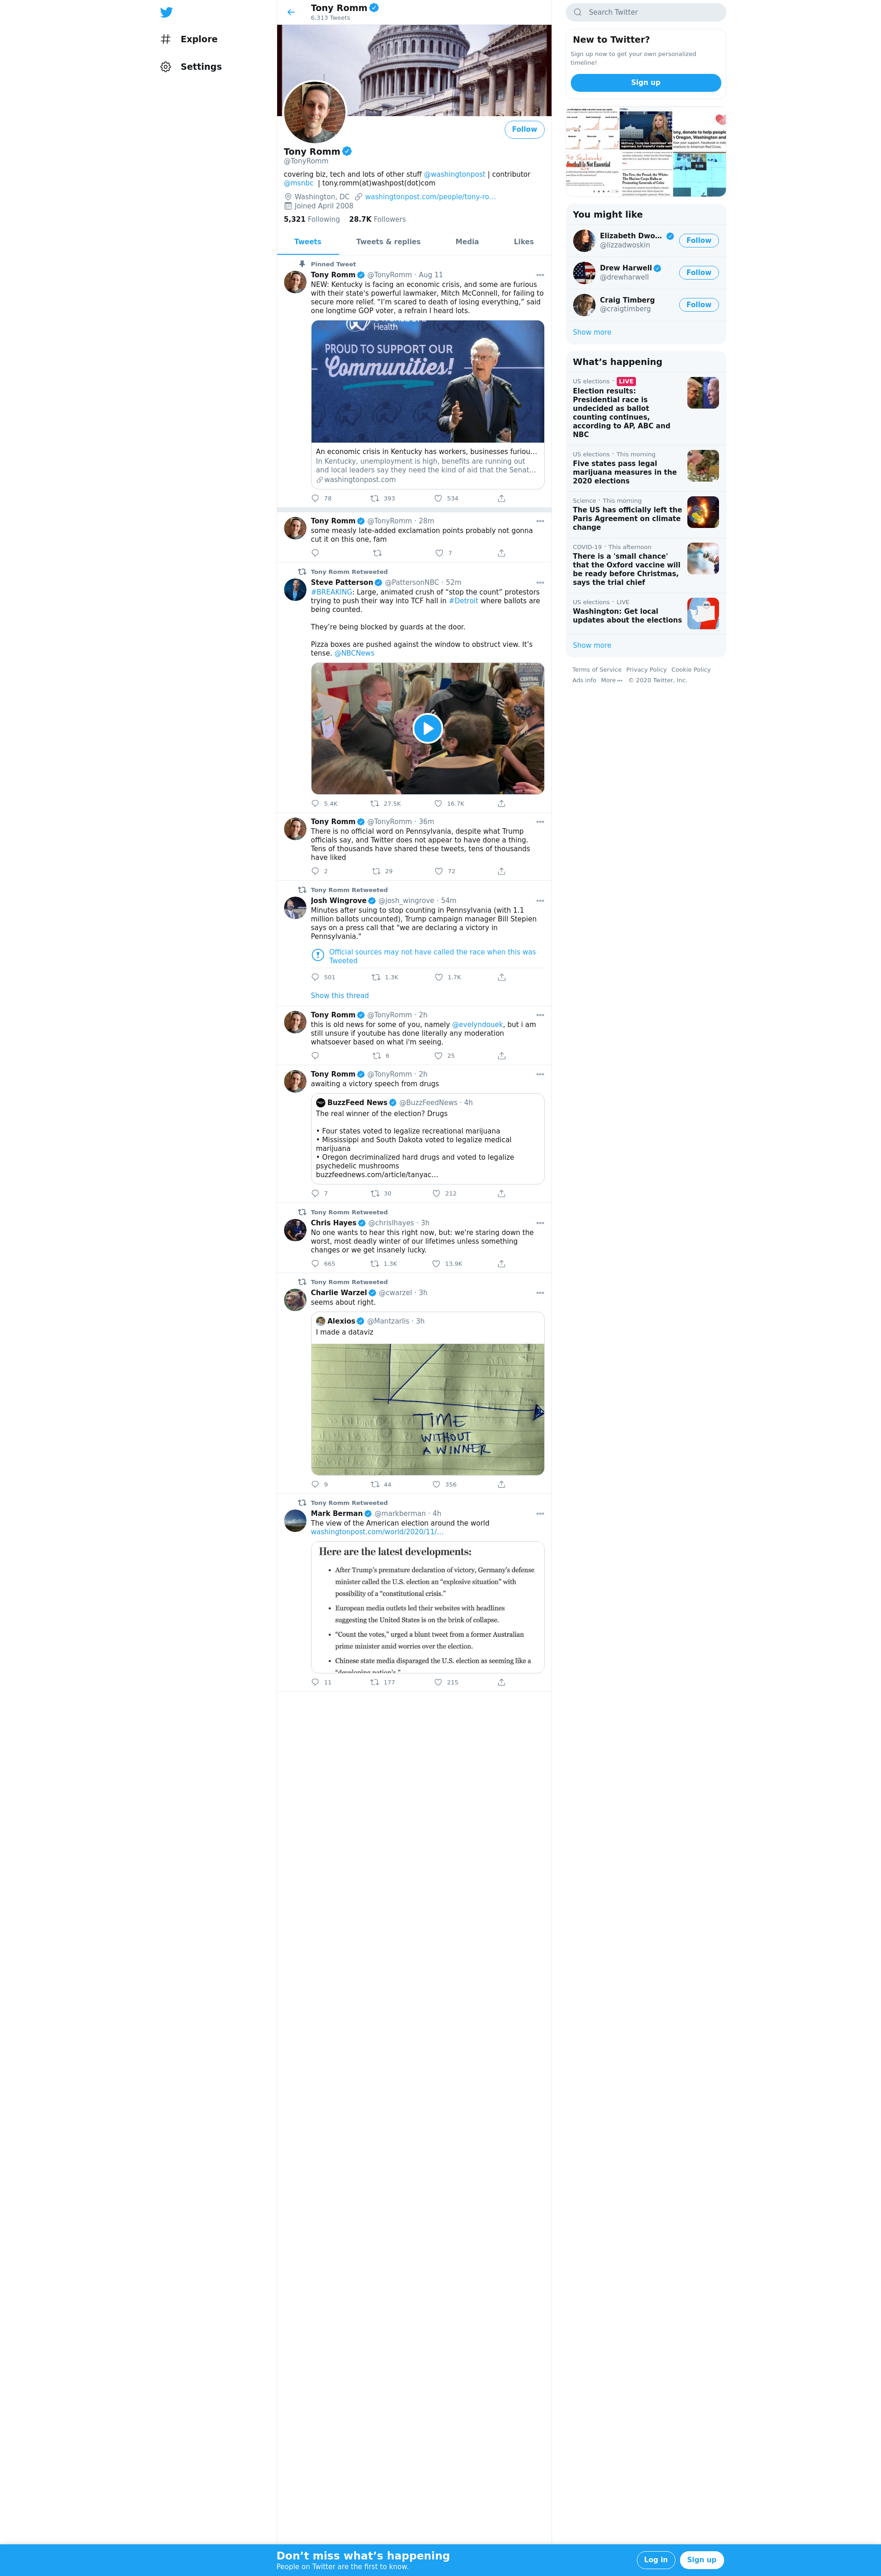 Explore
Settings
Tony Romm
6,313 Tweets
Follow
Tony Romm
@TonyRomm
covering biz, tech and lots of other stuff @washingtonpost | contributor
@msnbc | tony.romm(at)washpost(dot)com
Washington, DC washingtonpost.com/people/tony-ro…
Joined April 2008
5,321 Following 28.7K Followers
Tweets Tweets & replies Media Likes
Pinned Tweet
Tony Romm @TonyRomm · Aug 11
NEW: Kentucky is facing an economic crisis, and some are furious
with their state's powerful lawmaker, Mitch McConnell, for failing to
secure more relief. "I'm scared to death of losing everything," said
one longtime GOP voter, a refrain I heard lots.
Health
PROUD TO SUPPORT OUR
Communities!
An economic crisis in Kentucky has workers, businesses furiou…
In Kentucky, unemployment is high, benefits are running out
and local leaders say they need the kind of aid that the Senat…
washingtonpost.com
78 393 534
Tony Romm @TonyRomm · 28m
some measly late-added exclamation points probably not gonna
cut it on this one, fam
7
Tony Romm Retweeted
Steve Patterson @PattersonNBC · 52m
#BREAKING: Large, animated crush of "stop the count" protestors
trying to push their way into TCF hall in #Detroit where ballots are
being counted.
They're being blocked by guards at the door.
Pizza boxes are pushed against the window to obstruct view. It's
tense. @NBCNews
CENTRAL
5.4K 27.5K 16.7K
Tony Romm @TonyRomm · 36m
There is no official word on Pennsylvania, despite what Trump
officials say, and Twitter does not appear to have done a thing.
Tens of thousands have shared these tweets, tens of thousands
have liked
2 29 72
Tony Romm Retweeted
Josh Wingrove @josh_wingrove · 54m
Minutes after suing to stop counting in Pennsylvania (with 1.1
million ballots uncounted), Trump campaign manager Bill Stepien
says on a press call that "we are declaring a victory in
Pennsylvania."
Official sources may not have called the race when this was
Tweeted
501 1.3K 1.7K
Show this thread
Tony Romm @TonyRomm · 2h
this is old news for some of you, namely @evelyndouek, but i am
still unsure if youtube has done literally any moderation
whatsoever based on what i'm seeing.
6 25
Tony Romm @TonyRomm · 2h
awaiting a victory speech from drugs
BuzzFeed News @BuzzFeedNews · 4h
The real winner of the election? Drugs
• Four states voted to legalize recreational marijuana
• Mississippi and South Dakota voted to legalize medical
marijuana
• Oregon decriminalized hard drugs and voted to legalize
psychedelic mushrooms
buzzfeednews.com/article/tanyac…
7 30 212
Tony Romm Retweeted
Chris Hayes @chrislhayes · 3h
No one wants to hear this right now, but: we're staring down the
worst, most deadly winter of our lifetimes unless something
changes or we get insanely lucky.
665 1.3K 13.9K
Tony Romm Retweeted
Charlie Warzel @cwarzel · 3h
seems about right.
Alexios @Mantzarlis · 3h
I made a dataviz
TIME
WITHOUT
A WINNER
9 44 356
Tony Romm Retweeted
Mark Berman @markberman · 4h
The view of the American election around the world
washingtonpost.com/world/2020/11/…
Here are the latest developments:
• After Trump's premature declaration of victory, Germany's defense
minister called the U.S. election an "explosive situation" with
possibility of a "constitutional crisis."
• European media outlets led their websites with headlines
suggesting the United States is on the brink of collapse.
• "Count the votes," urged a blunt tweet from a former Australian
prime minister amid worries over the election.
• Chinese state media disparaged the U.S. election as seeming like a
"developing nation's."
11 177 215
Search Twitter
New to Twitter?
Sign up now to get your own personalized
timeline!
Sign up
You might like
Elizabeth Dwo…
@lizzadwoskin
Follow
Drew Harwell
@drewharwell
Follow
Craig Timberg
@craigtimberg
Follow
Show more
What's happening
US elections · LIVE
Election results:
Presidential race is
undecided as ballot
counting continues,
according to AP, ABC and
NBC
US elections · This morning
Five states pass legal
marijuana measures in the
2020 elections
Science · This morning
The US has officially left the
Paris Agreement on climate
change
COVID-19 · This afternoon
There is a 'small chance'
that the Oxford vaccine will
be ready before Christmas,
says the trial chief
US elections · LIVE
Washington: Get local
updates about the elections
Show more
Terms of Service Privacy Policy Cookie Policy
Ads info More ••• © 2020 Twitter, Inc.
Don't miss what's happening
People on Twitter are the first to know.
Log in Sign up